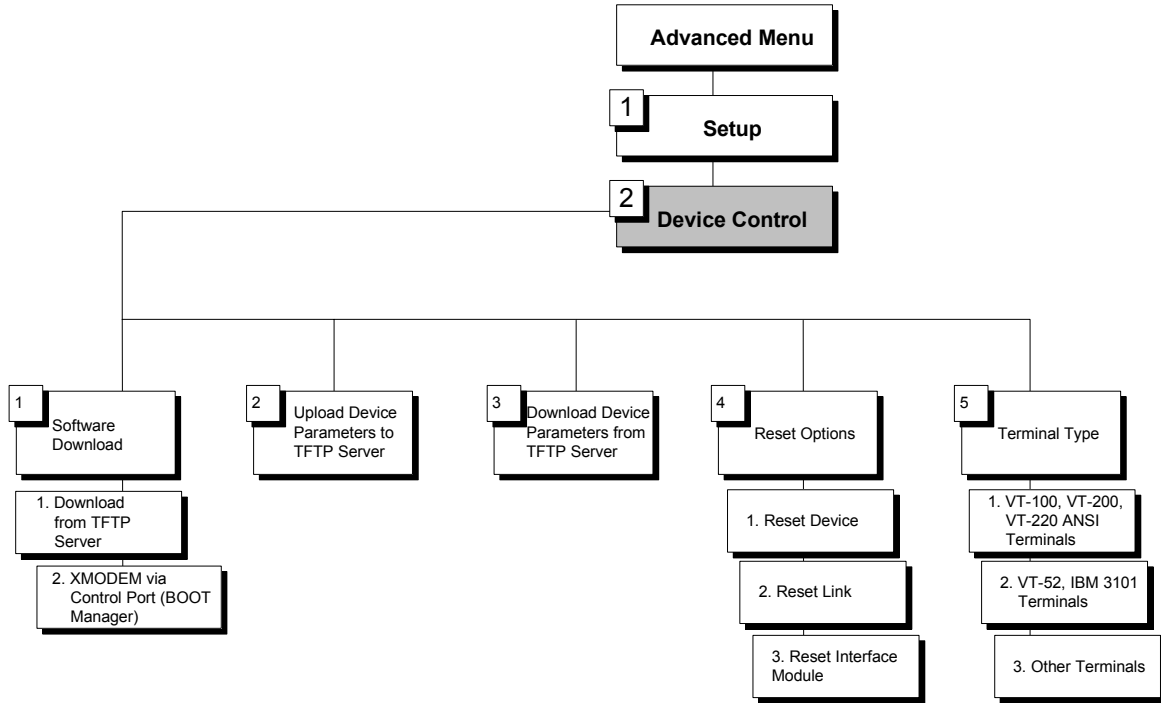 Advanced Menu
1
Setup
2
Device Control
1
Software
Download
1. Download
from TFTP
Server
2. XMODEM via
Control Port (BOOT
Manager)
2
Upload Device
Parameters to
TFTP Server
3
Download Device
Parameters from
TFTP Server
4
Reset Options
1. Reset Device
2. Reset Link
3. Reset Interface
Module
5
Terminal Type
1. VT-100, VT-200,
VT-220 ANSI
Terminals
2. VT-52, IBM 3101
Terminals
3. Other Terminals